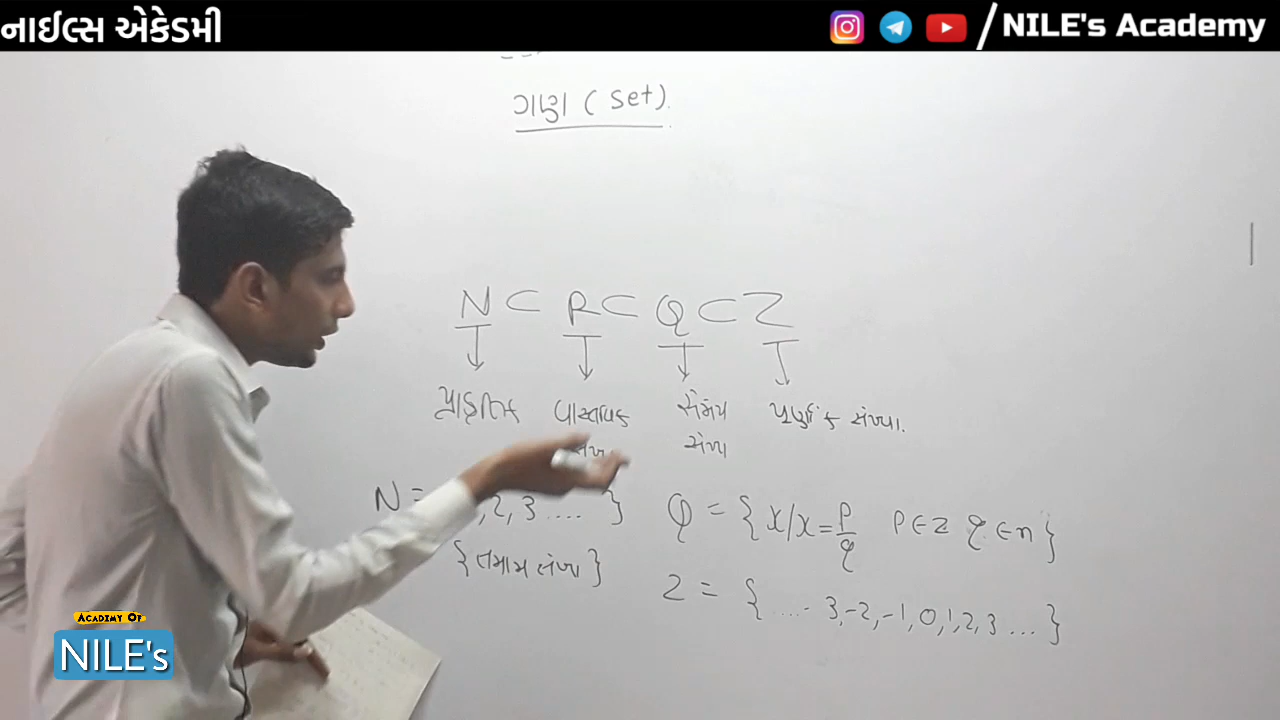 નાઈલ્સ એકેડમી
/NILE's Academy
ગણ (Set).
N ⊂ R ⊂ Q ⊂ Z
પ્રાકૃતિક વાસ્તવિક સંમેય પૂર્ણાંક સંખ્યા.
સંખ્યા
N = ,2, 3 .... }
{તમામ સંખ્યા}
Q = { x/x = p/q P∈Z q ∈ n }
Z = { ..... 3,-2,-1,0,1,2,3 ... }
ACADEMY OF
NILE's